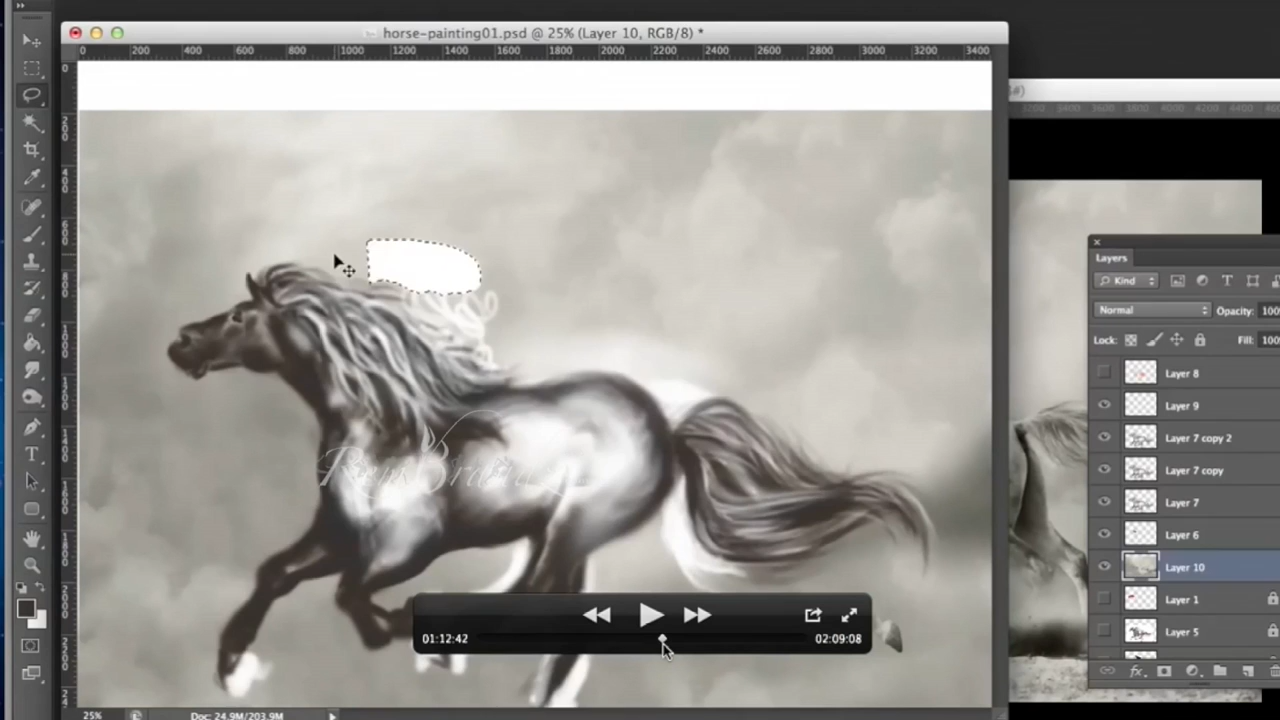 horse-painting01.psd @ 25% (Layer 10, RGB/8) *
0 200 400 600 800 1000 1200 1400 1600 1800 2000 2200 2400 2600 2800 3000 3200 3400
Layers
Kind
Normal Opacity: 100
Lock: Fill: 100
Layer 8
Layer 9
Layer 7 copy 2
Layer 7 copy
Layer 7
Layer 6
Layer 10
Layer 1
Layer 5
01:12:42 02:09:08
25% Doc: 24.9M/203.9M